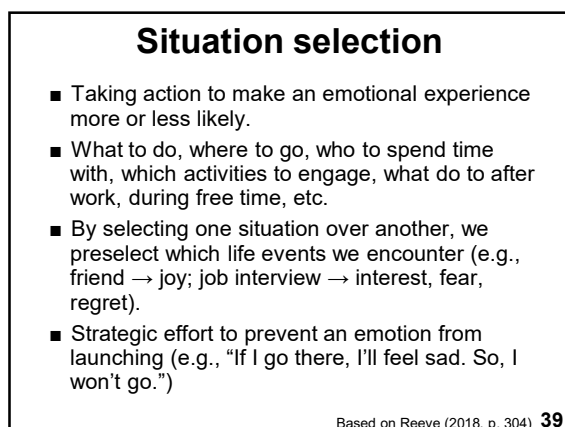 Situation selection
■ Taking action to make an emotional experience
more or less likely.
■ What to do, where to go, who to spend time
with, which activities to engage, what do to after
work, during free time, etc.
■ By selecting one situation over another, we
preselect which life events we encounter (e.g.,
friend → joy; job interview → interest, fear,
regret).
■ Strategic effort to prevent an emotion from
launching (e.g., “If I go there, I’ll feel sad. So, I
won’t go.”)
Based on Reeve (2018, p. 304) 39